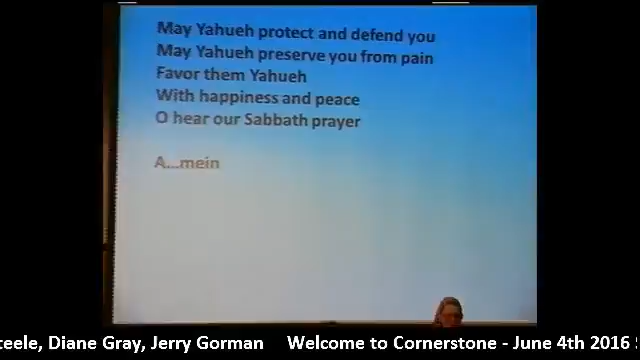 May Yahueh protect and defend you
May Yahueh preserve you from pain
Favor them Yahueh
With happiness and peace
O hear our Sabbath prayer
A...mein
Diane Gray, Jerry Gorman Welcome to Cornerstone - June 4th 2016